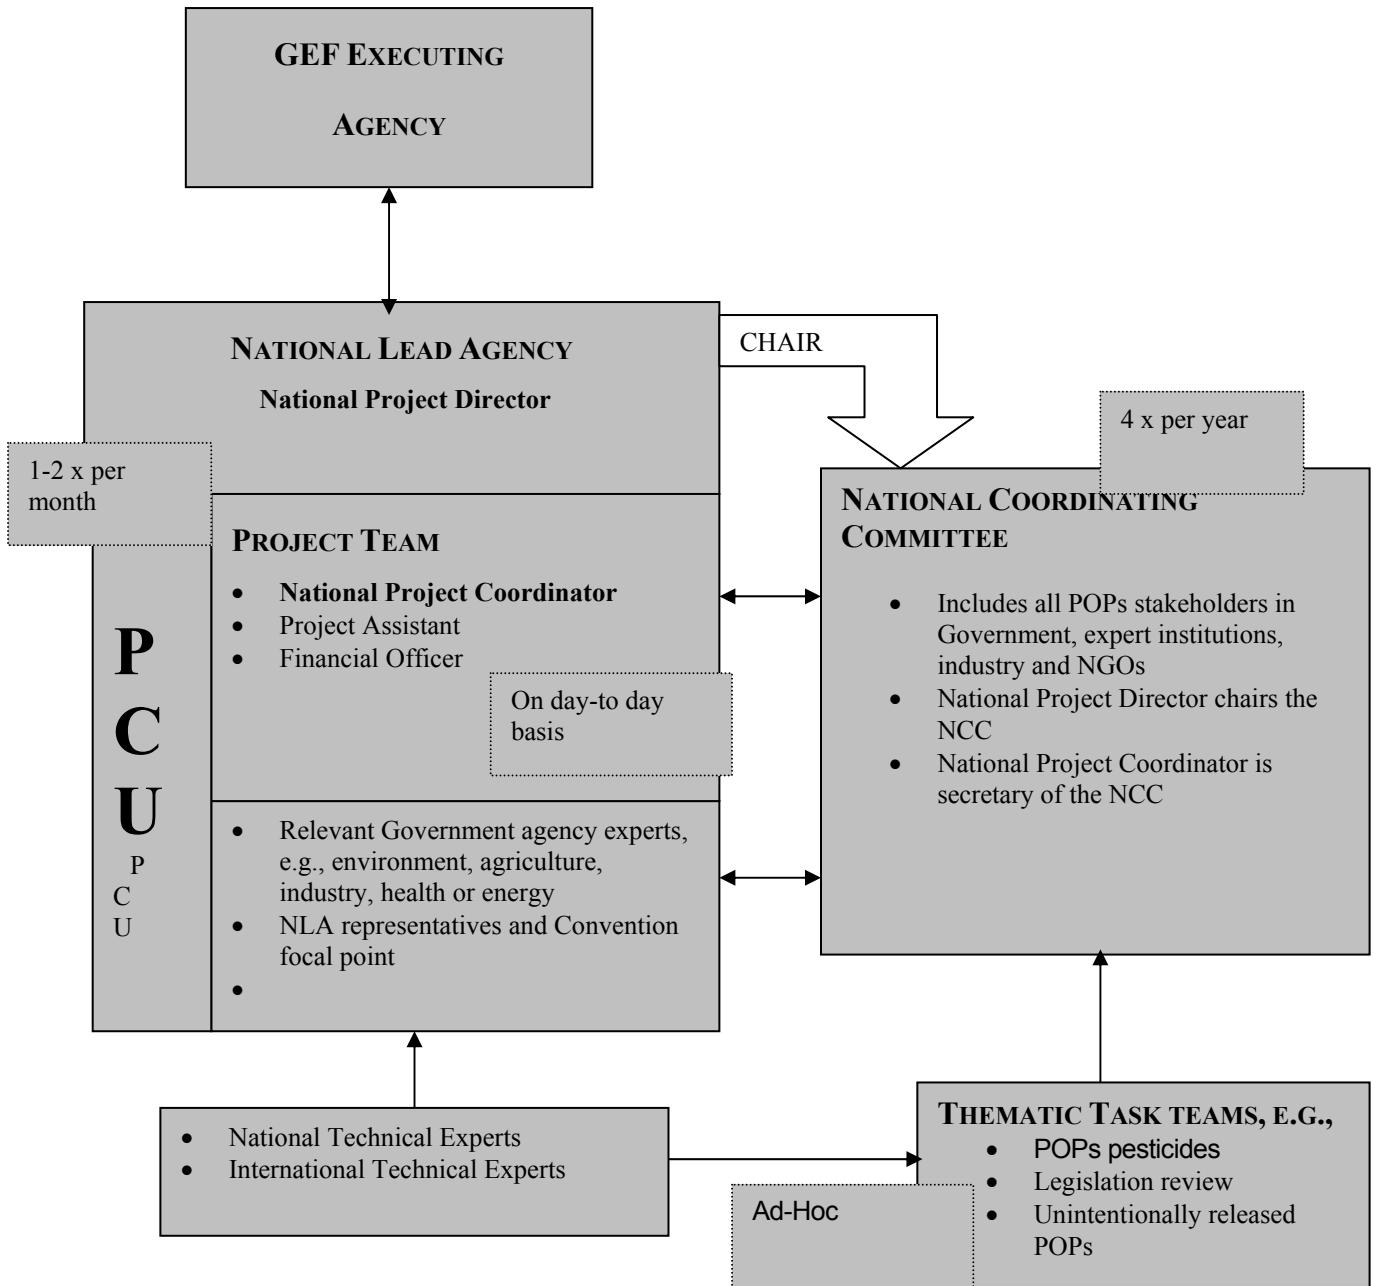 GEF EXECUTING
AGENCY
NATIONAL LEAD AGENCY
National Project Director
CHAIR
4 x per year
1-2 x per
month
PROJECT TEAM
• National Project Coordinator
• Project Assistant
• Financial Officer
On day-to day
basis
P
C
U
P
C
U
• Relevant Government agency experts,
e.g., environment, agriculture,
industry, health or energy
• NLA representatives and Convention
focal point
•
NATIONAL COORDINATING
COMMITTEE
• Includes all POPs stakeholders in
Government, expert institutions,
industry and NGOs
• National Project Director chairs the
NCC
• National Project Coordinator is
secretary of the NCC
• National Technical Experts
• International Technical Experts
THEMATIC TASK TEAMS, E.G.,
• POPs pesticides
• Legislation review
• Unintentionally released
POPs
Ad-Hoc